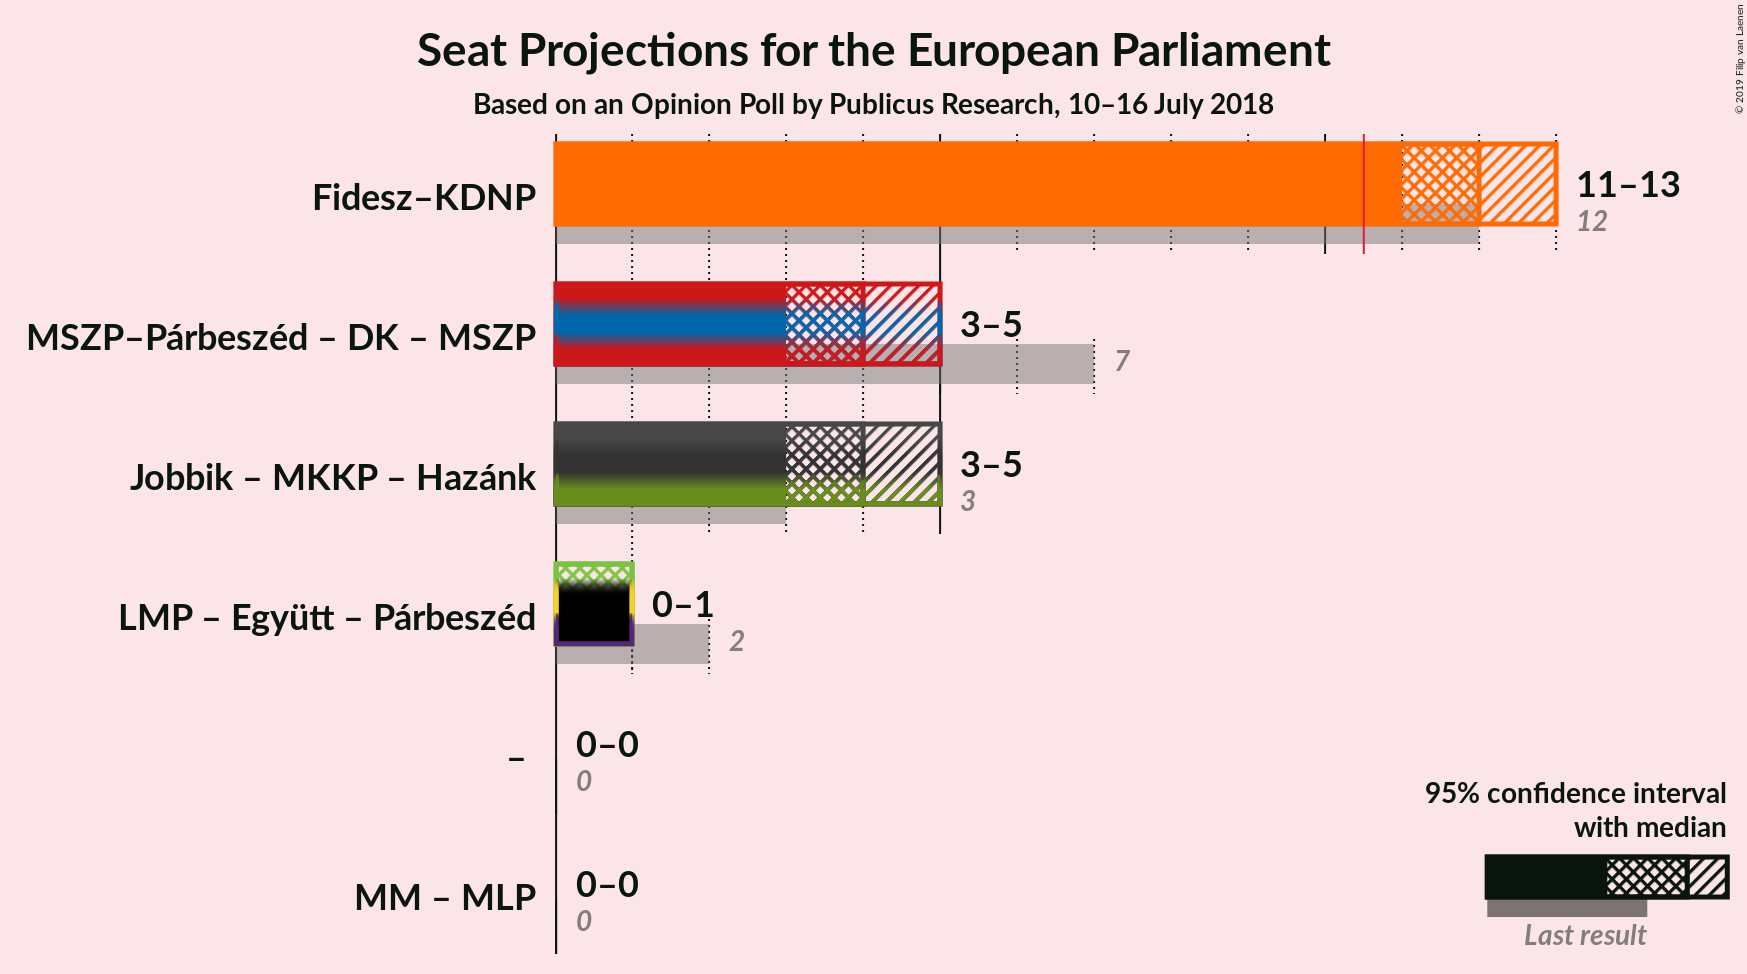 Seat Projections for the European Parliament
Based on an Opinion Poll by Publicus Research, 10–16 July 2018
© 2019 Filip van Laenen
Fidesz–KDNP
11–13
12
MSZP–Párbeszéd – DK – MSZP
3–5
7
Jobbik – MKKP – Hazánk
3–5
3
LMP – Együtt – Párbeszéd
0–1
2
–
0–0
0
MM – MLP
0–0
0
95% confidence interval
with median
Last result